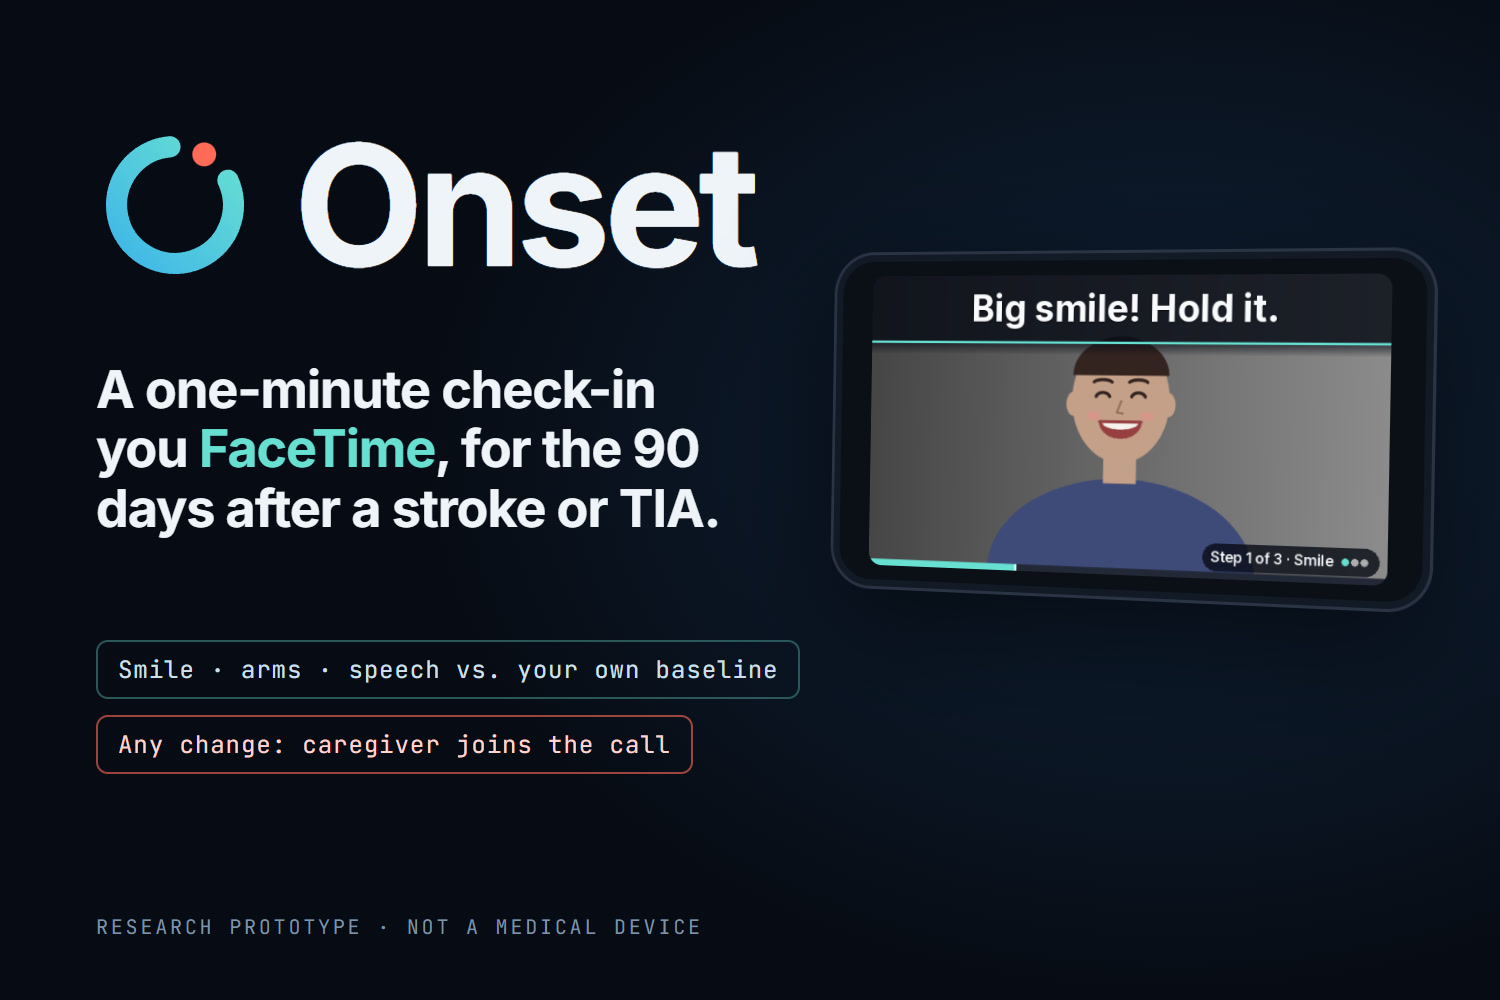 Onset
A one-minute check-in
you FaceTime, for the 90
days after a stroke or TIA.
Smile · arms · speech vs. your own baseline
Any change: caregiver joins the call
RESEARCH PROTOTYPE · NOT A MEDICAL DEVICE
Big smile! Hold it.
Step 1 of 3 · Smile